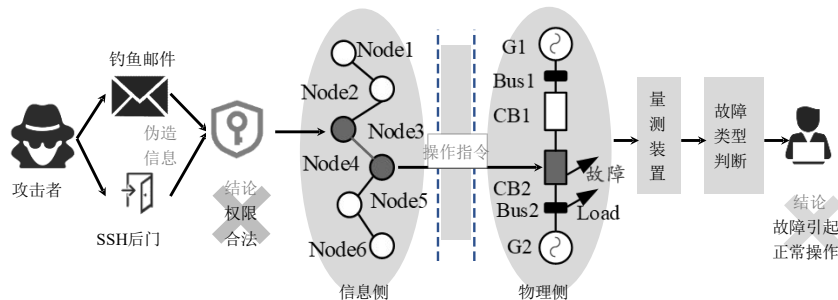 攻击者
钓鱼邮件
伪造
信息
SSH后门
结论
权限
合法
Node1
Node2
Node3
Node4
Node5
Node6
信息侧
操作指令
G1
Bus1
CB1
故障
CB2
Bus2
Load
G2
物理侧
量
测
装
置
故障
类型
判断
结论
故障引起
正常操作